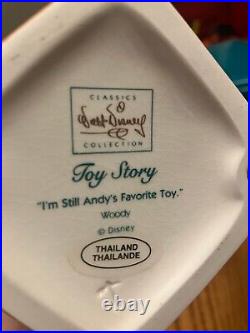 CLASSICS
Walt Disney
COLLECTION
Toy Story
"I'm Still Andy's Favorite Toy."
Woody
© Disney
THAILAND
THAILANDE